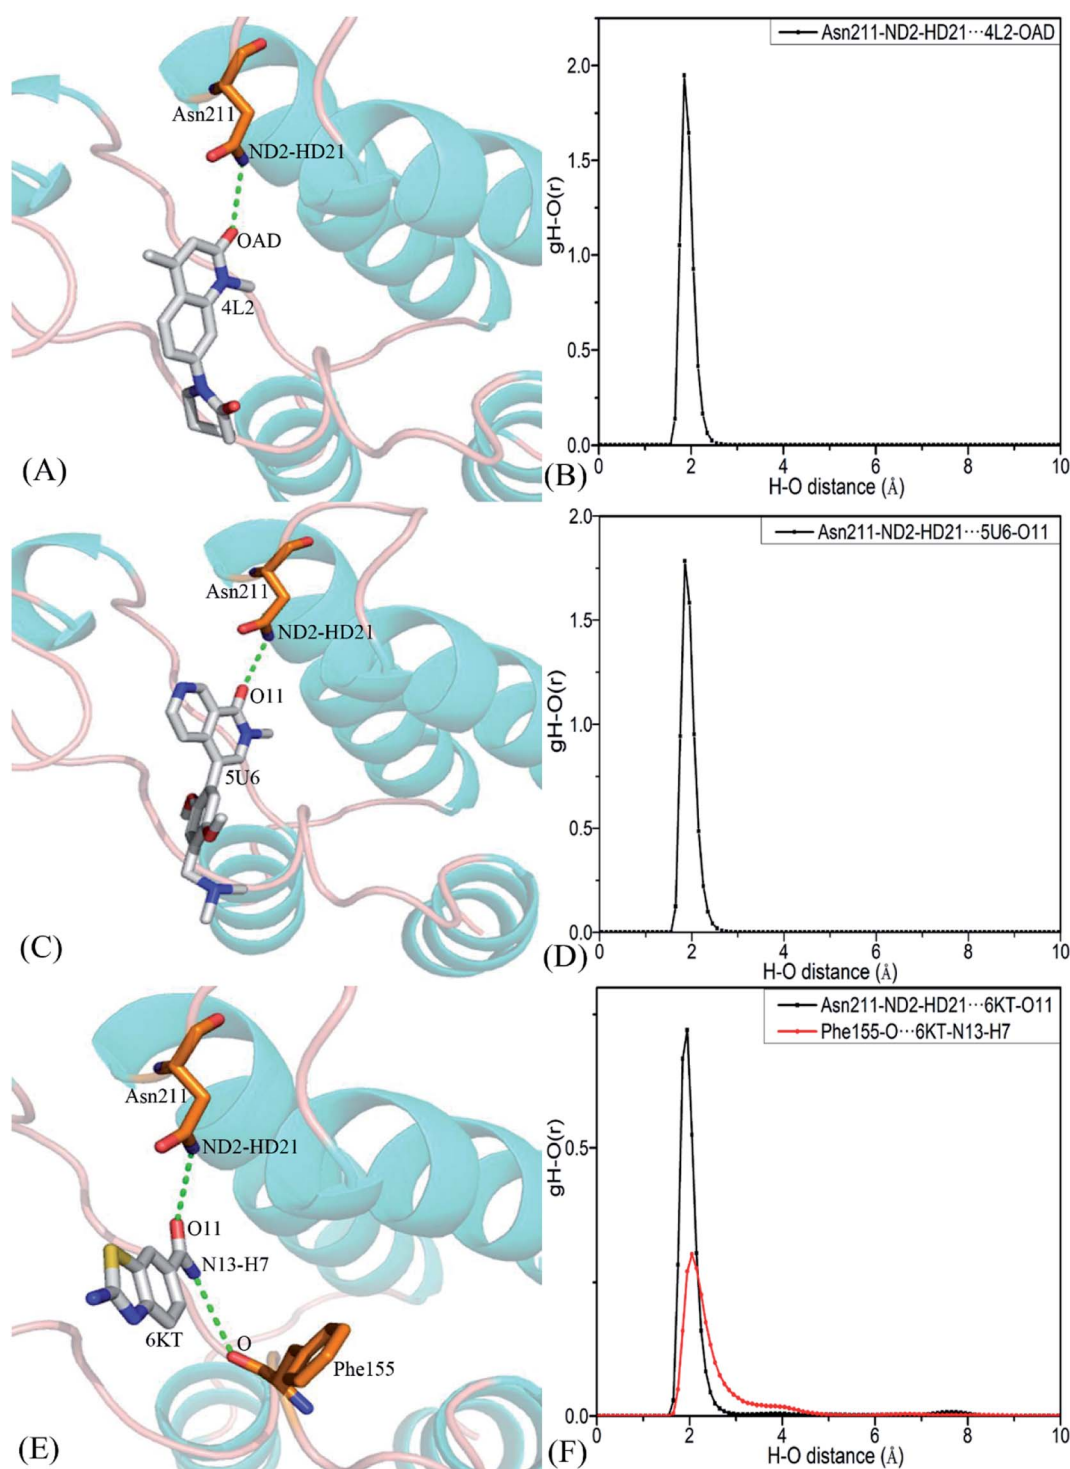 Asn211
ND2-HD21
OAD
4L2
(A)
Asn211-ND2-HD21···4L2-OAD
gH-O(r)
2.0
1.5
1.0
0.5
0.0
0 2 4 6 8 10
H-O distance (Å)
(B)
Asn211
ND2-HD21
O11
5U6
(C)
Asn211-ND2-HD21···5U6-O11
gH-O(r)
2.0
1.5
1.0
0.5
0.0
0 2 4 6 8 10
H-O distance (Å)
(D)
Asn211
ND2-HD21
O11
N13-H7
6KT
O
Phe155
(E)
Asn211-ND2-HD21···6KT-O11
Phe155-O···6KT-N13-H7
gH-O(r)
0.5
0.0
0 2 4 6 8 10
H-O distance (Å)
(F)